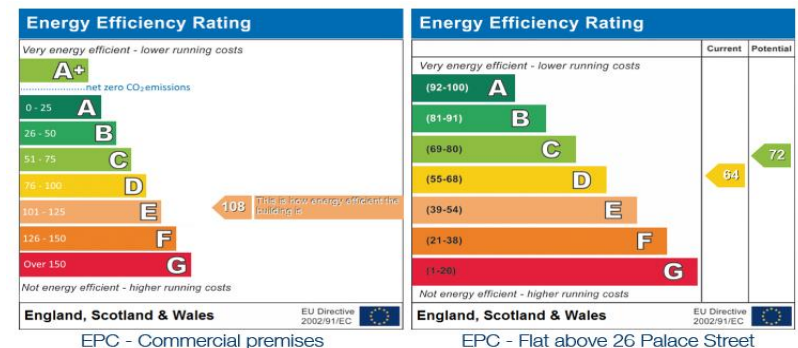 Energy Efficiency Rating
Very energy efficient - lower running costs
A+
net zero CO₂ emissions
0 - 25 A
26 - 50 B
51 - 75 C
76 - 100 D
101 - 125 E
108 This is how energy efficient the
building is
126 - 150 F
Over 150 G
Not energy efficient - higher running costs
England, Scotland & Wales
EU Directive
2002/91/EC
EPC - Commercial premises
Energy Efficiency Rating
Current Potential
Very energy efficient - lower running costs
(92-100) A
(81-91) B
(69-80) C
72
(55-68) D
64
(39-54) E
(21-38) F
(1-20) G
Not energy efficient - higher running costs
England, Scotland & Wales
EU Directive
2002/91/EC
EPC - Flat above 26 Palace Street